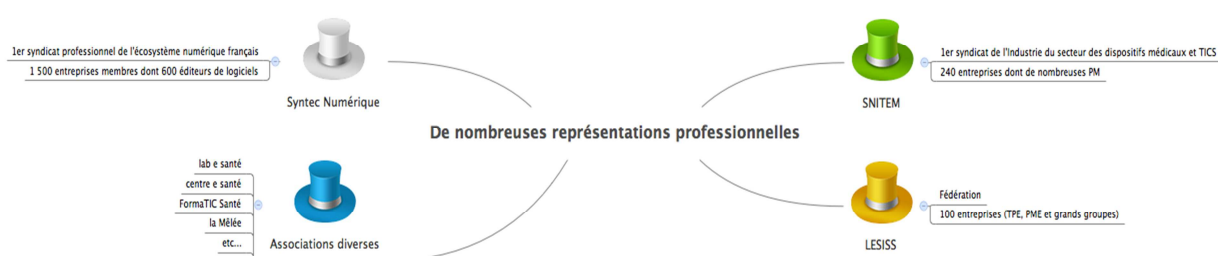 1er syndicat professionnel de l'écosystème numérique français
1 500 entreprises membres dont 600 éditeurs de logiciels
Syntec Numérique
1er syndicat de l'Industrie du secteur des dispositifs médicaux et TICS
240 entreprises dont de nombreuses PM
SNITEM
De nombreuses représentations professionnelles
lab e santé
centre e santé
FormaTIC Santé
la Mêlée
etc...
Associations diverses
Fédération
100 entreprises (TPE, PME et grands groupes)
LESISS